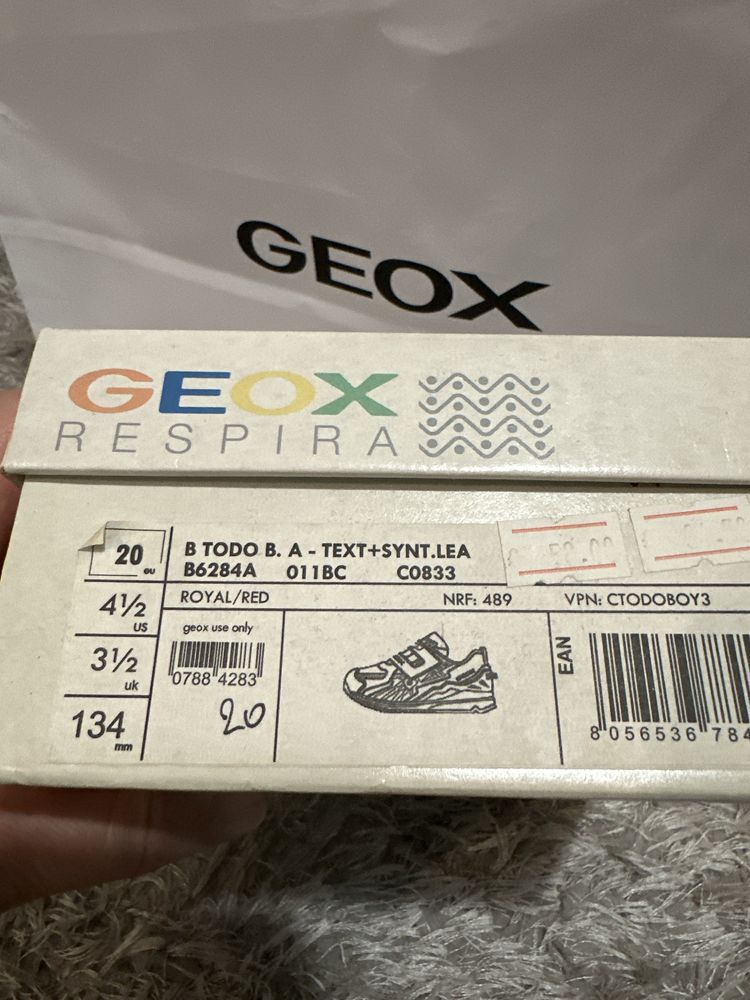 GEOX
GEOX
RESPIRA
20 eu
B TODO B. A - TEXT+SYNT.LEA
B6284A 011BC C0833
ROYAL/RED NRF: 489 VPN: CTODOBOY3
4½ US
3½ uk
134 mm
geox use only
0788 4283
20
EAN
8 056536 784